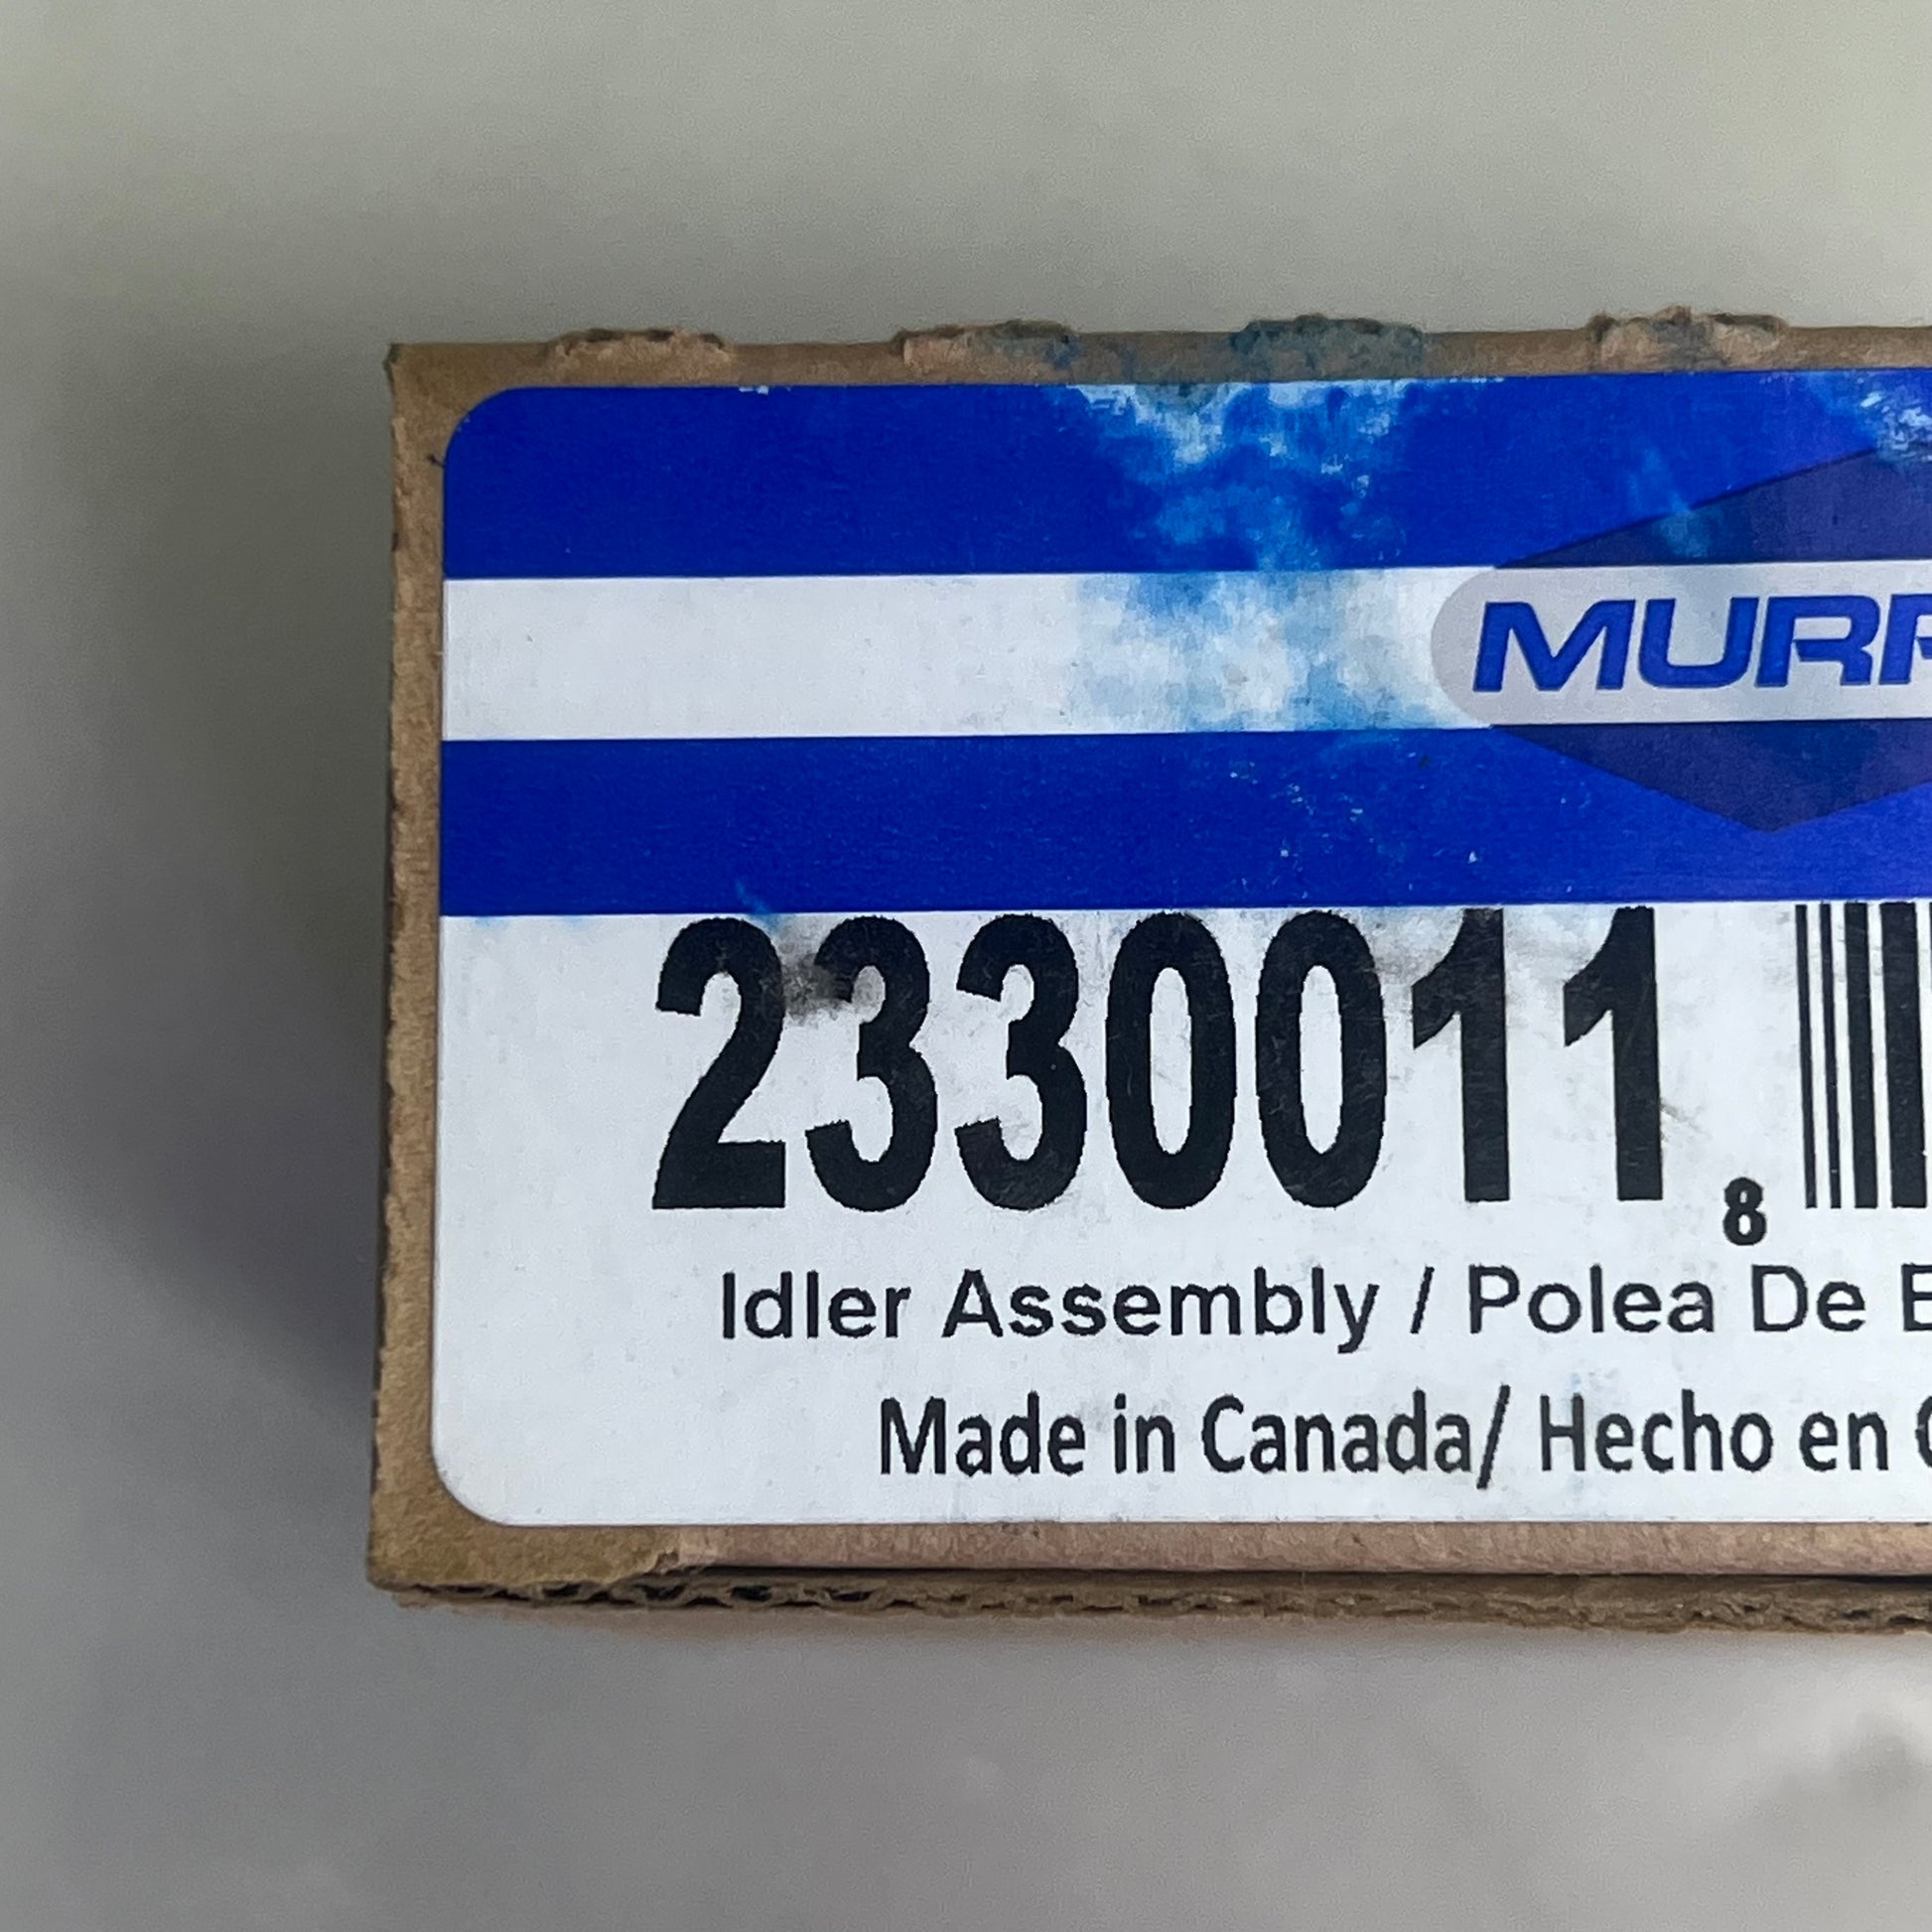 MURR
2330011
8
Idler Assembly / Polea De
Made in Canada/ Hecho en